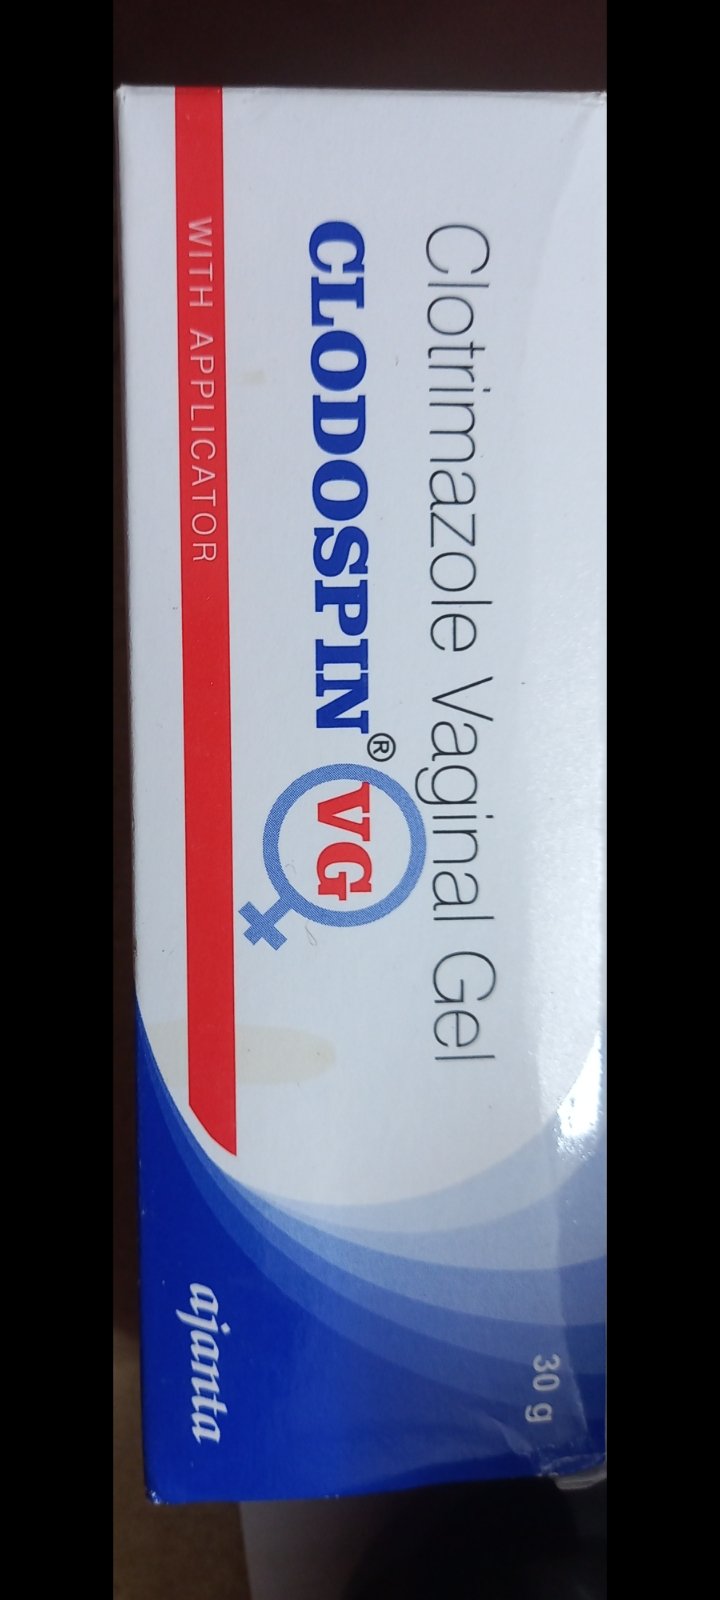 Clotrimazole Vaginal Gel
CLODOSPIN® VG
WITH APPLICATOR
30 g
ajanta